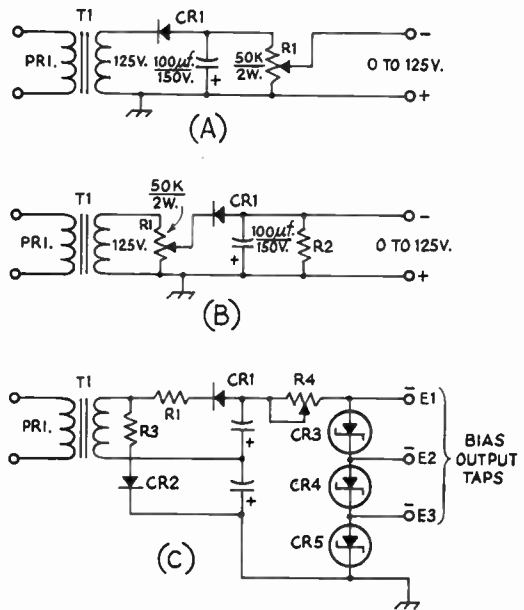 T1
CR1
PRI.
125V.
100µf.
150V.
+
50K
2W.
R1
−
0 TO 125V.
+
(A)
T1
50K
2W.
R1
CR1
PRI.
125V.
100µf.
150V.
+
R2
−
0 TO 125V.
+
(B)
T1
R1
CR1
R4
PRI.
R3
+
CR2
+
CR3
CR4
CR5
− E1
− E2
− E3
BIAS
OUTPUT
TAPS
(C)